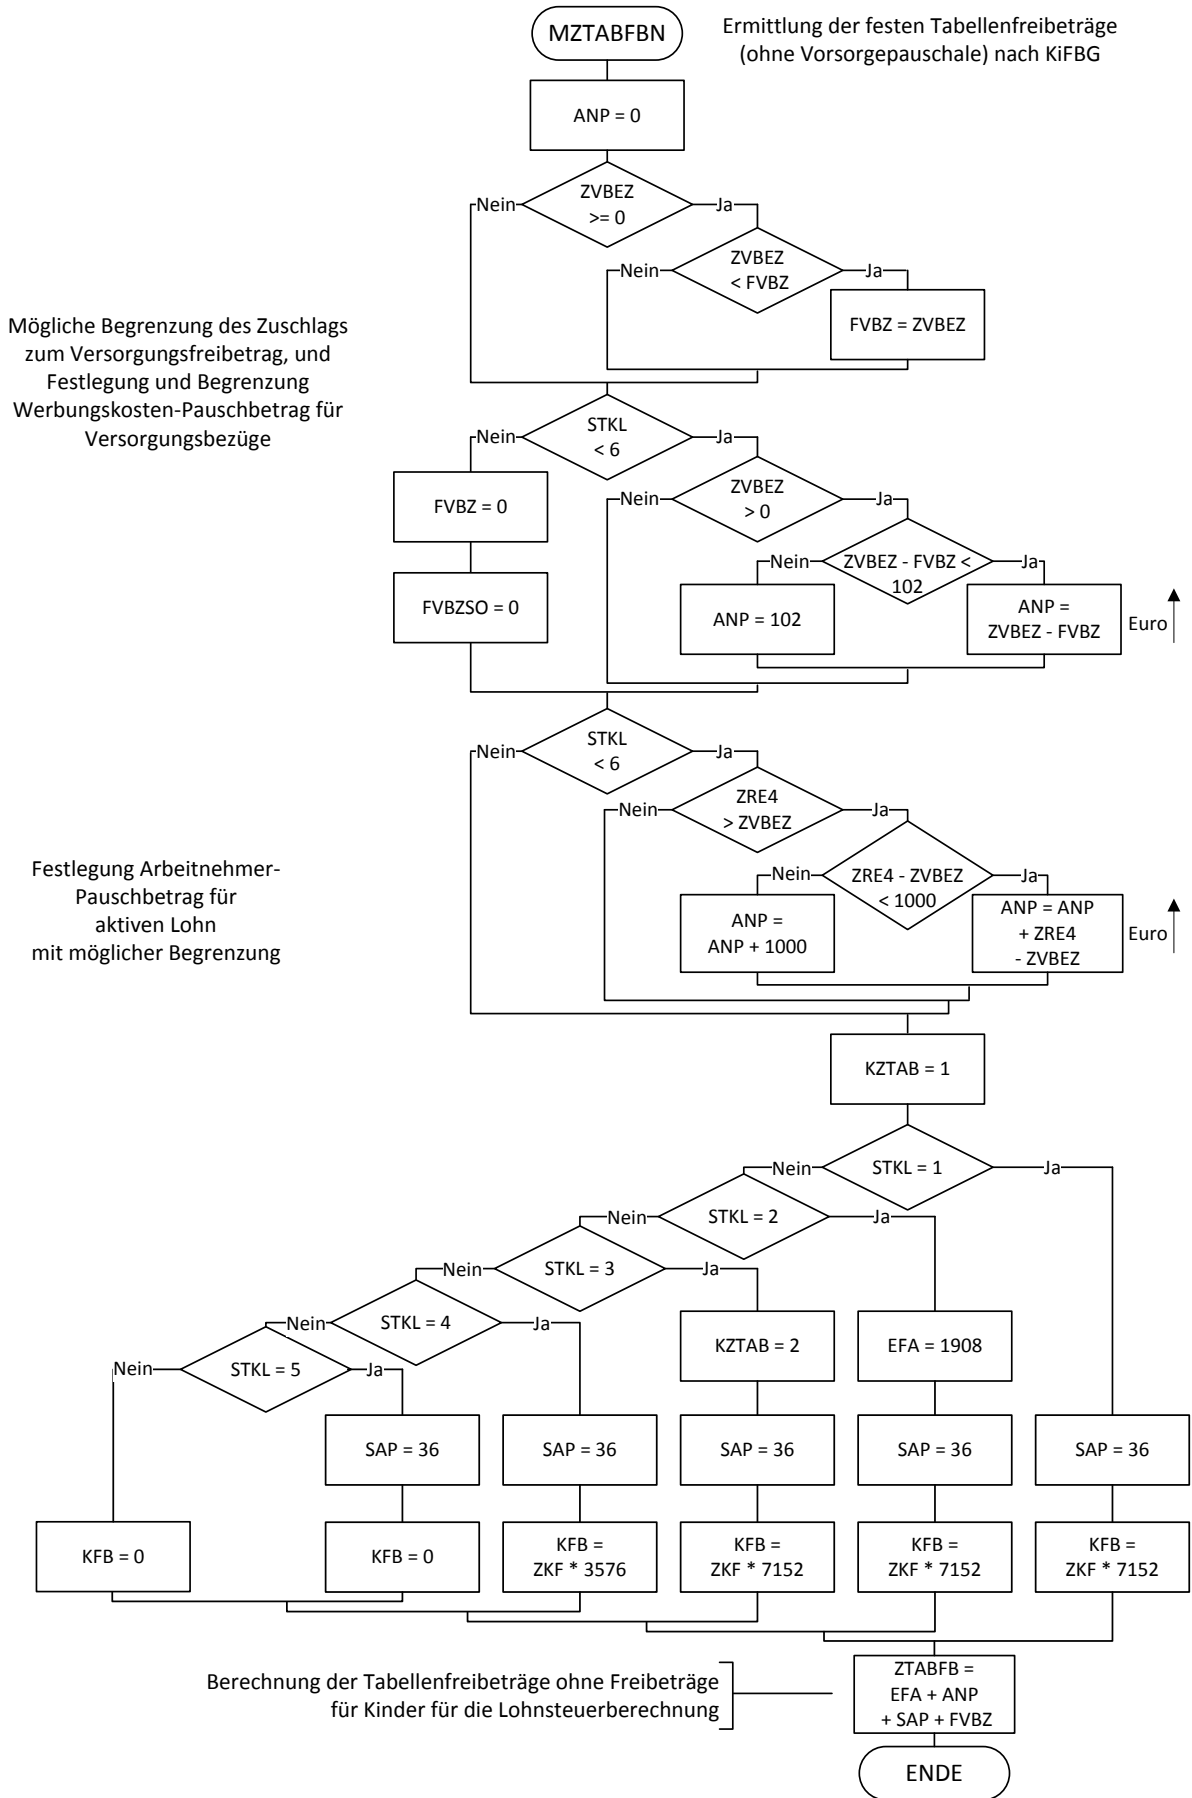 MZTABFBN
Ermittlung der festen Tabellenfreibeträge
(ohne Vorsorgepauschale) nach KiFBG
ANP = 0
ZVBEZ
>= 0
Nein
Ja
ZVBEZ
< FVBZ
Nein
Ja
FVBZ = ZVBEZ
Mögliche Begrenzung des Zuschlags
zum Versorgungsfreibetrag, und
Festlegung und Begrenzung
Werbungskosten-Pauschbetrag für
Versorgungsbezüge
STKL
< 6
Nein
Ja
FVBZ = 0
FVBZSO = 0
ZVBEZ
> 0
Nein
Ja
ZVBEZ - FVBZ <
102
Nein
Ja
ANP = 102
ANP =
ZVBEZ - FVBZ
Euro
STKL
< 6
Nein
Ja
ZRE4
> ZVBEZ
Nein
Ja
Festlegung Arbeitnehmer-
Pauschbetrag für
aktiven Lohn
mit möglicher Begrenzung
ZRE4 - ZVBEZ
< 1000
Nein
Ja
ANP =
ANP + 1000
ANP = ANP
+ ZRE4
- ZVBEZ
Euro
KZTAB = 1
Nein
STKL = 1
Ja
Nein
STKL = 2
Ja
Nein
STKL = 3
Ja
Nein
STKL = 4
Ja
Nein
STKL = 5
Ja
KZTAB = 2
EFA = 1908
SAP = 36
SAP = 36
SAP = 36
SAP = 36
SAP = 36
KFB = 0
KFB = 0
KFB =
ZKF * 3576
KFB =
ZKF * 7152
KFB =
ZKF * 7152
KFB =
ZKF * 7152
Berechnung der Tabellenfreibeträge ohne Freibeträge
für Kinder für die Lohnsteuerberechnung
ZTABFB =
EFA + ANP
+ SAP + FVBZ
ENDE